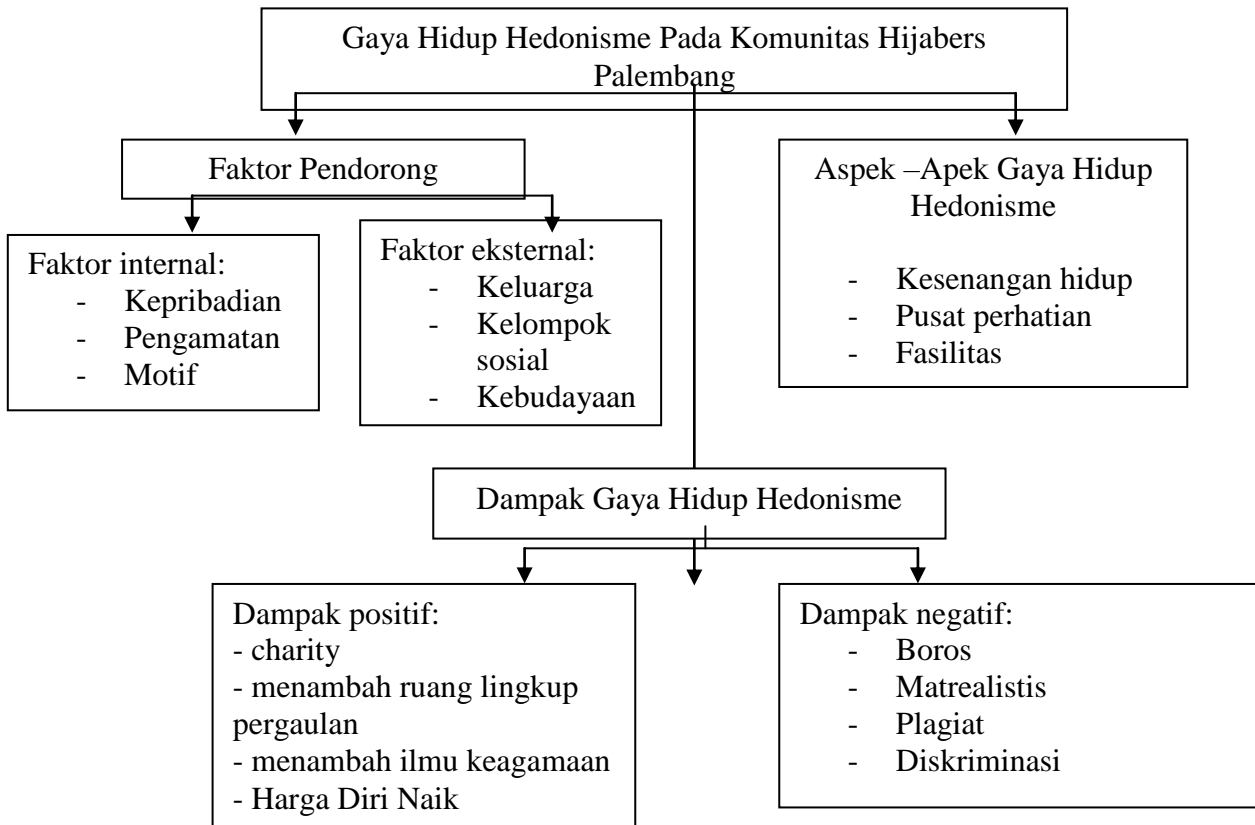 Gaya Hidup Hedonisme Pada Komunitas Hijabers
Palembang
Faktor Pendorong
Aspek –Apek Gaya Hidup
Hedonisme
- Kesenangan hidup
- Pusat perhatian
- Fasilitas
Faktor internal:
- Kepribadian
- Pengamatan
- Motif
Faktor eksternal:
- Keluarga
- Kelompok
sosial
- Kebudayaan
Dampak Gaya Hidup Hedonisme
Dampak positif:
- charity
- menambah ruang lingkup
pergaulan
- menambah ilmu keagamaan
- Harga Diri Naik
Dampak negatif:
- Boros
- Matrealistis
- Plagiat
- Diskriminasi